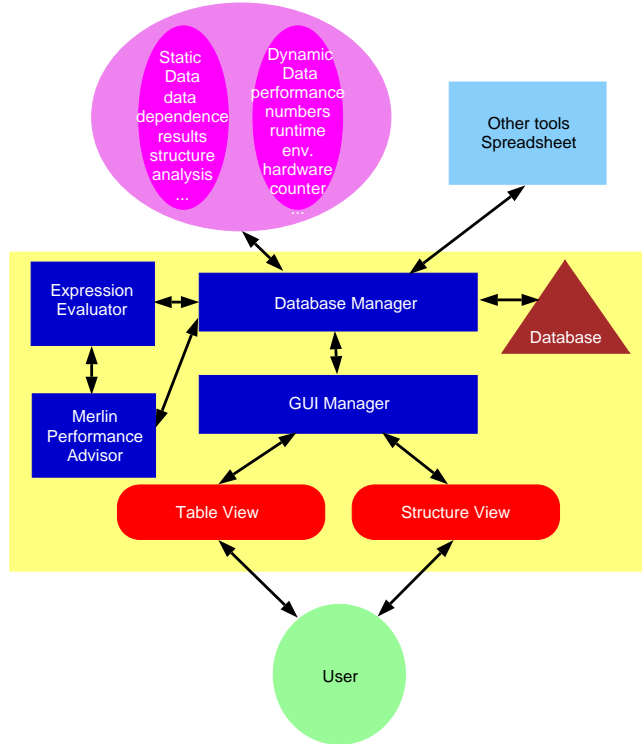 Static
Data
data
dependence
results
structure
analysis
...
Dynamic
Data
performance
numbers
runtime
env.
hardware
counter
...
Other tools
Spreadsheet
Expression
Evaluator
Database Manager
Database
Merlin
Performance
Advisor
GUI Manager
Table View
Structure View
User